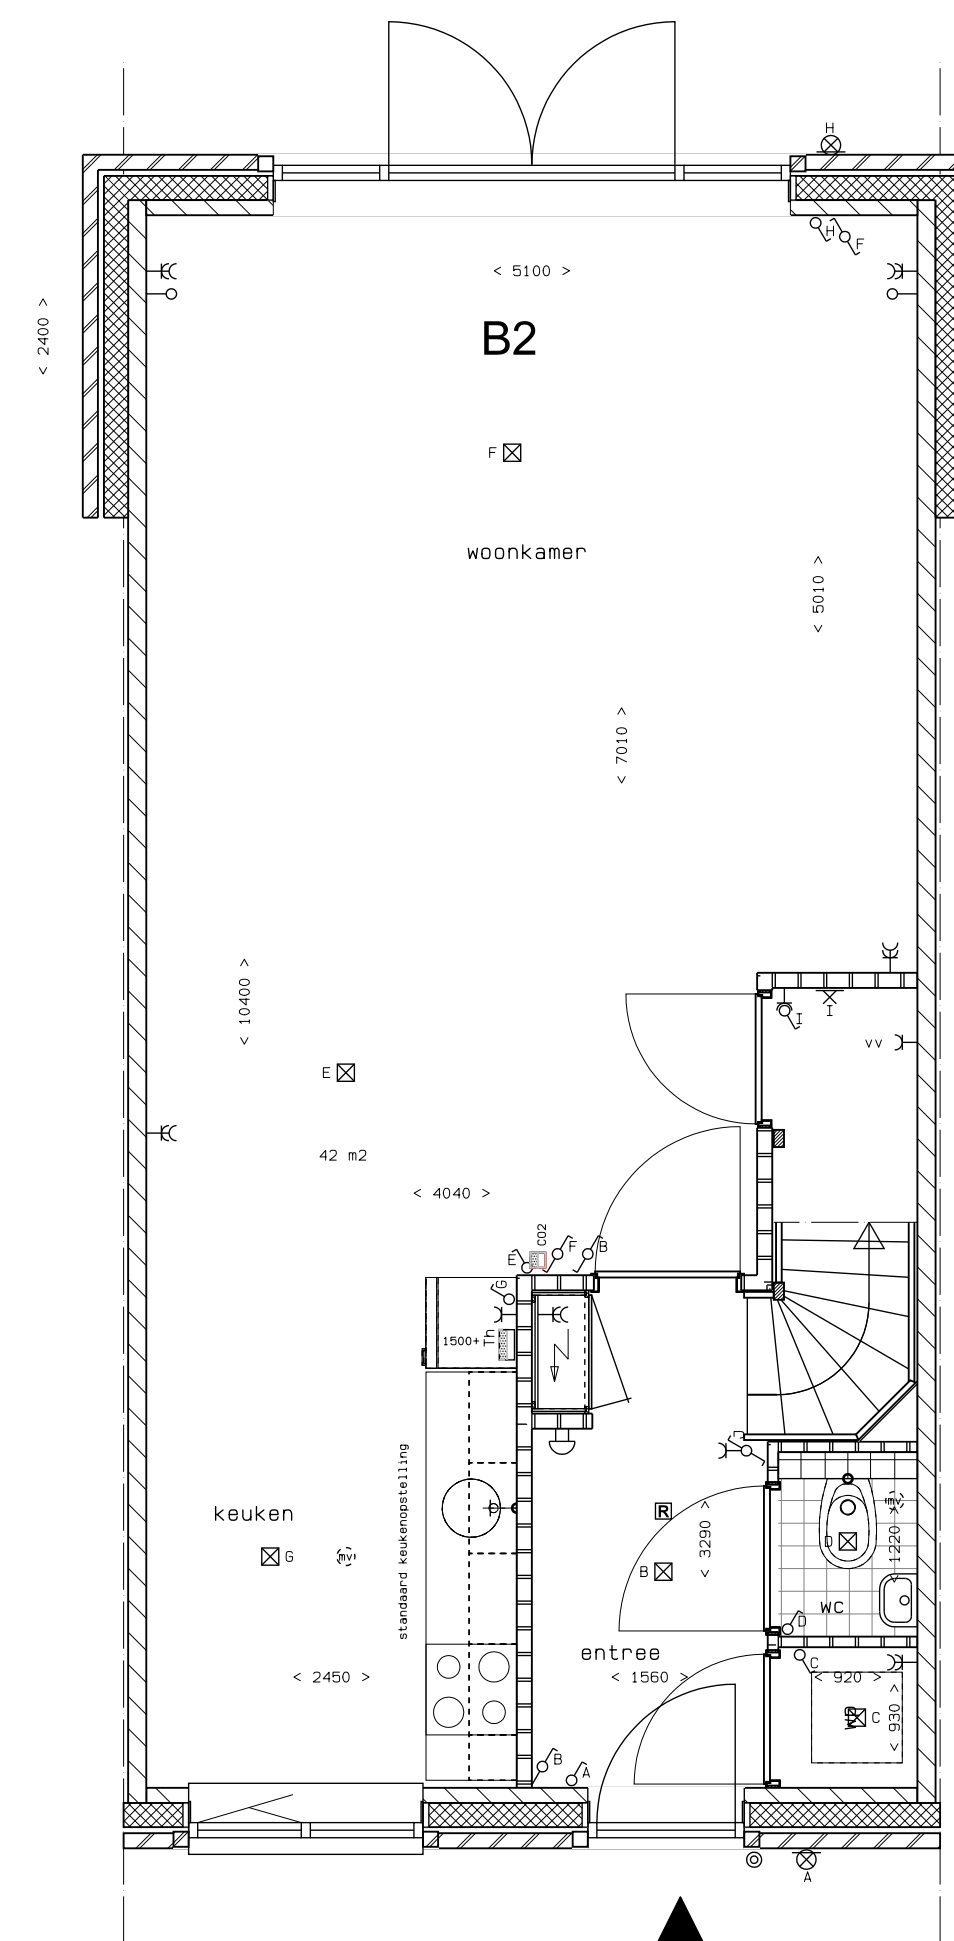 H
H
F
< 5100 >
B2
< 2400 >
F
woonkamer
< 5010 >
< 7010 >
< 10400 >
I
I
vv
E
42 m2
< 4040 >
CO2
E
F
B
G
1500+
Th
standaard keukenopstelling
keuken
G
mv
R
B
< 3290 >
mv
D
< 1220 >
WC
D
entree
< 2450 >
< 1560 >
C
< 920 >
C
< 930 >
B
A
A